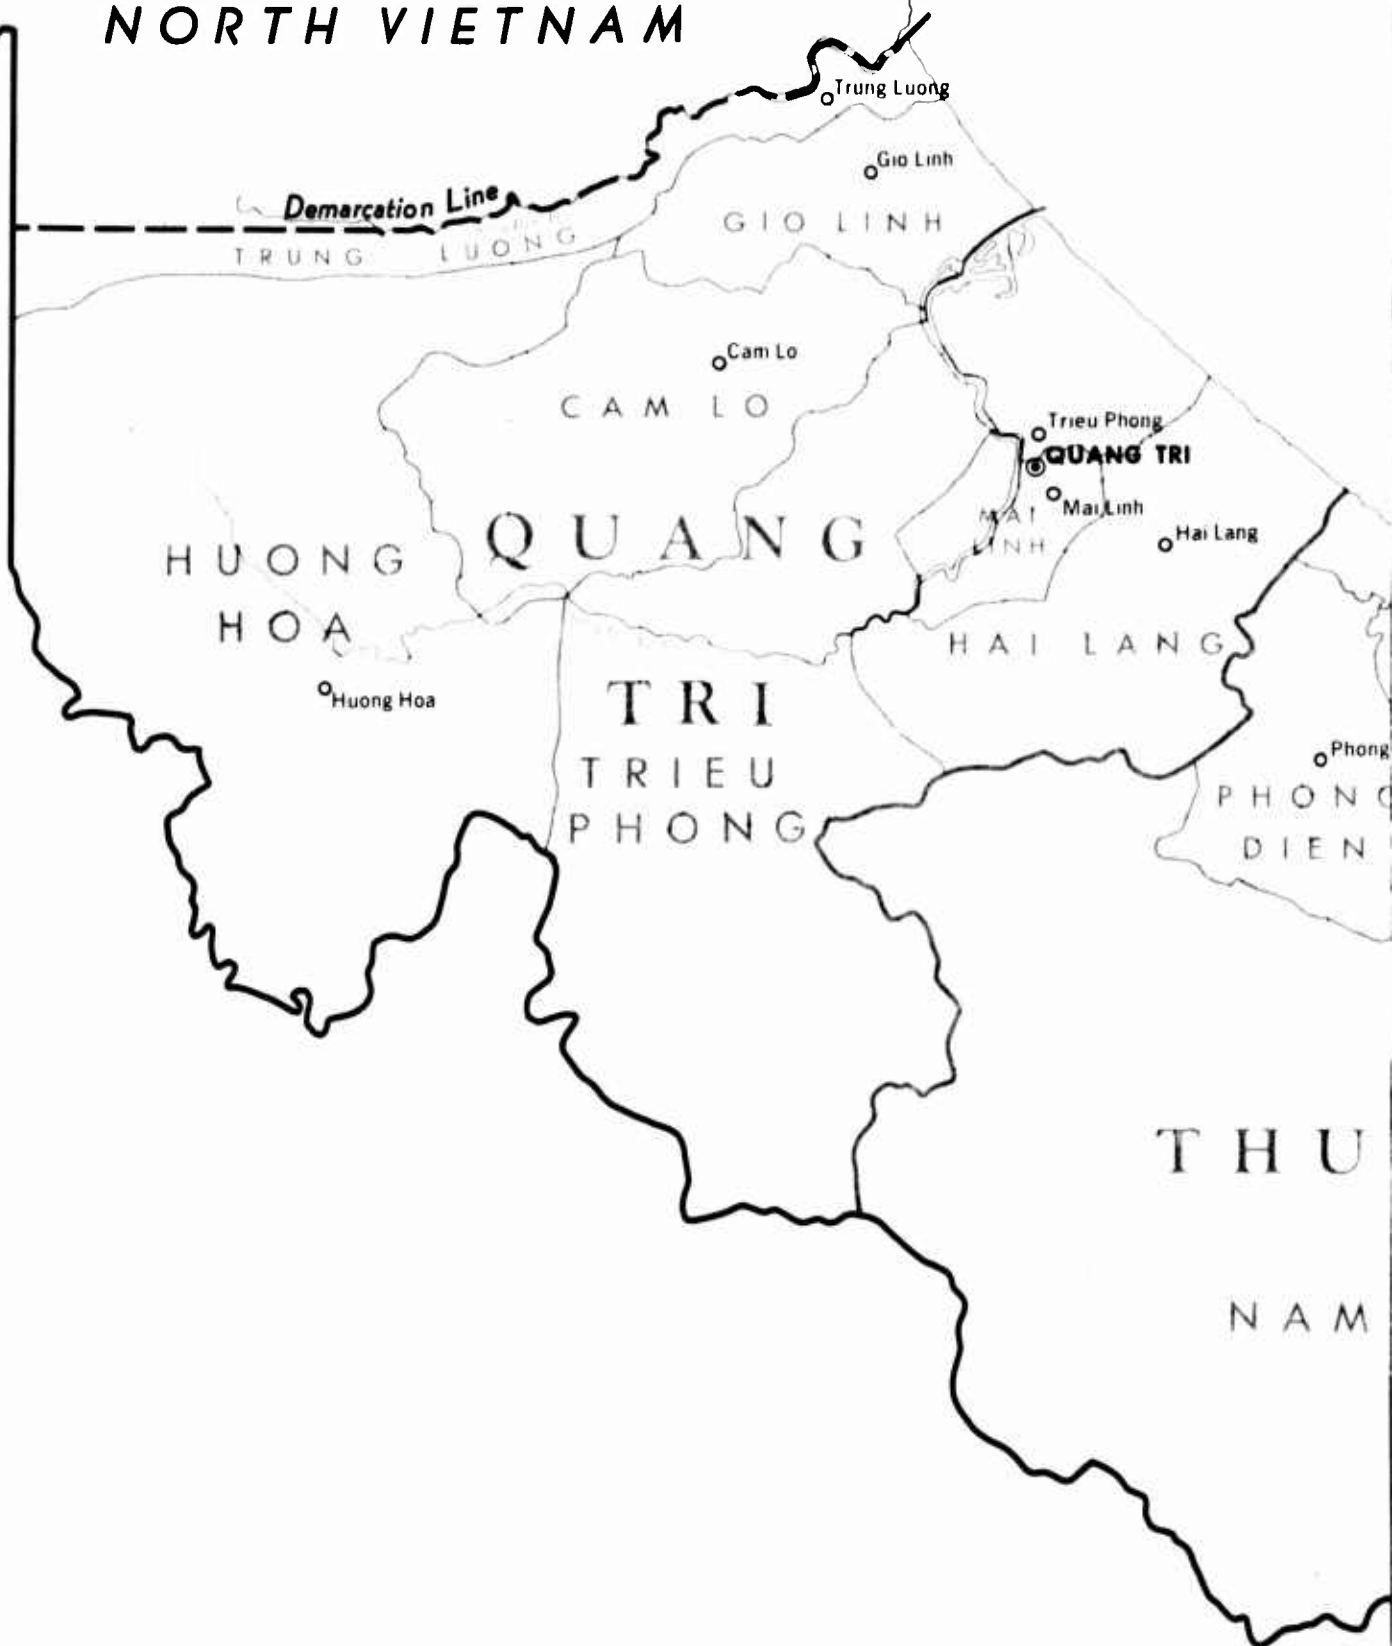 NORTH VIETNAM
Trung Luong
Gio Linh
Demarcation Line
GIO LINH
TRUNG LUONG
Cam Lo
CAM LO
Trieu Phong
QUANG TRI
Mai Linh
MAI
LINH
Hai Lang
QUANG
HUONG
HOA
HAI LANG
Huong Hoa
TRI
TRIEU
PHONG
Phong
PHONG
DIEN
THU
NAM